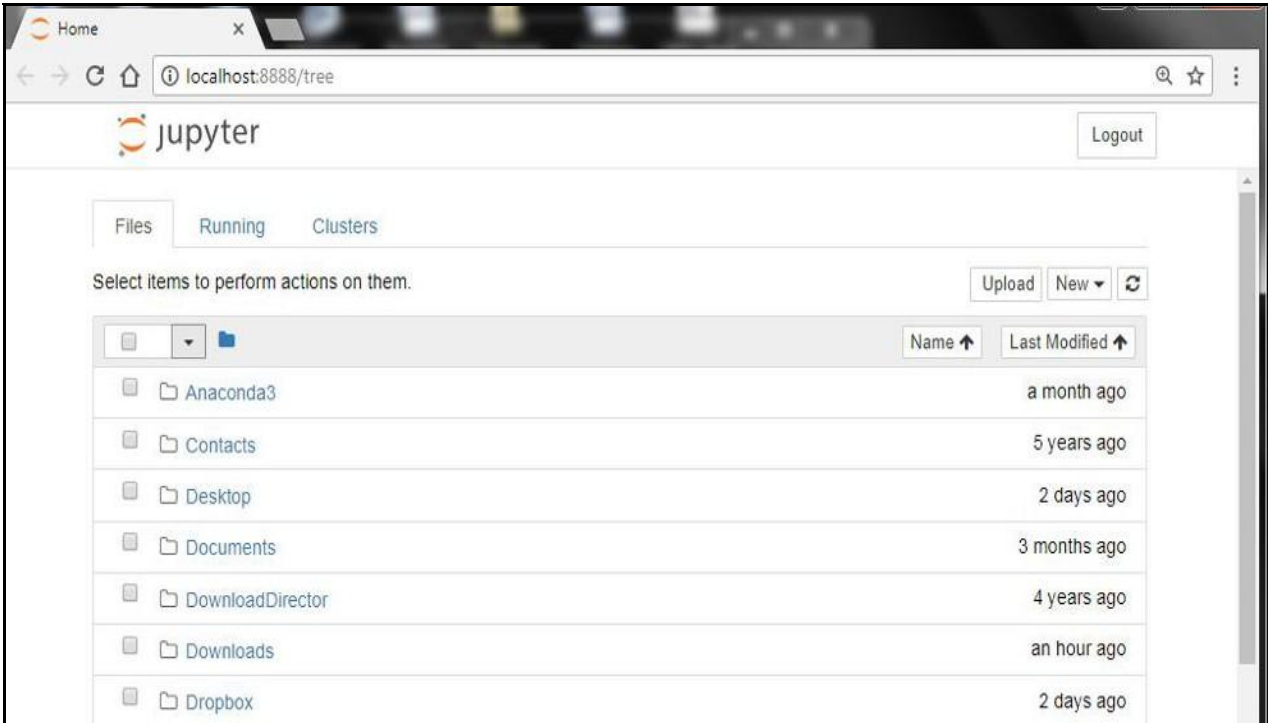 Home
localhost:8888/tree
jupyter
Logout
Files Running Clusters
Select items to perform actions on them.
Upload New
Name Last Modified
Anaconda3 a month ago
Contacts 5 years ago
Desktop 2 days ago
Documents 3 months ago
DownloadDirector 4 years ago
Downloads an hour ago
Dropbox 2 days ago